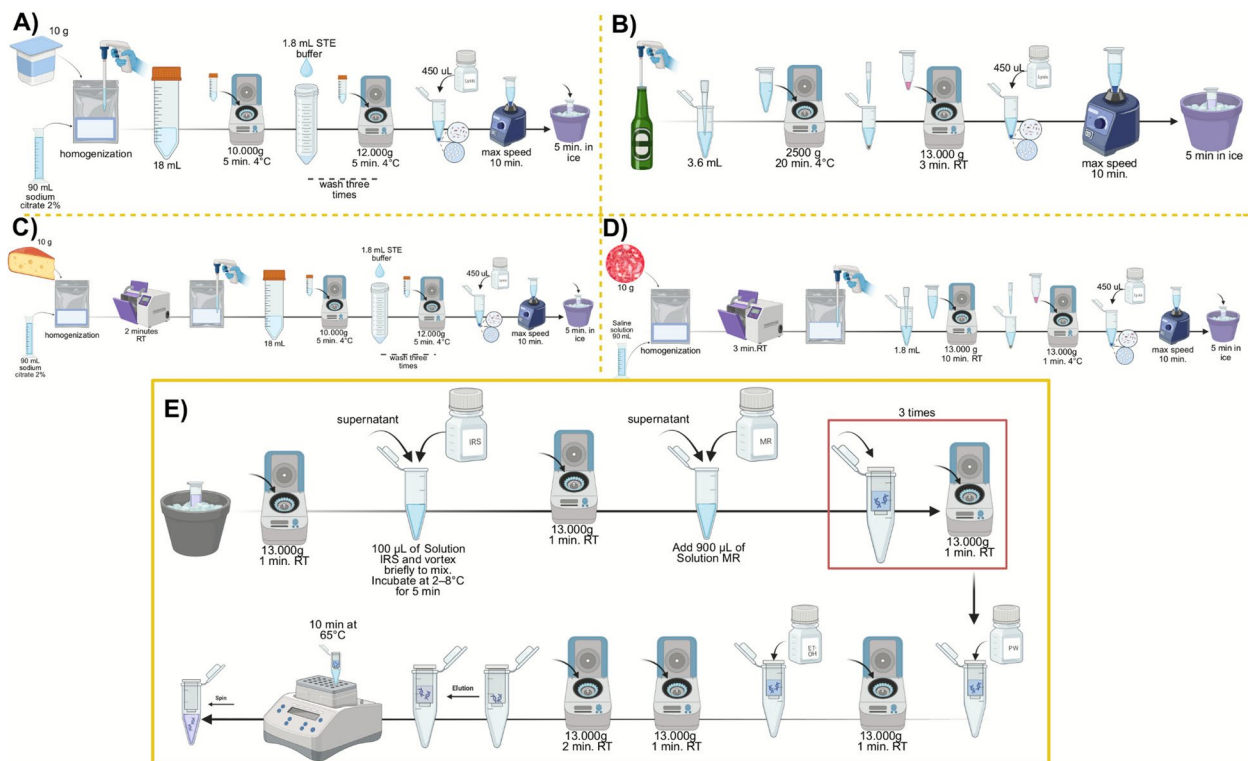 A)
10 g
90 mL
sodium
citrate 2%
homogenization
18 mL
10.000g
5 min. 4°C
1.8 mL STE
buffer
12.000g
5 min. 4°C
wash three
times
450 uL
Lysis
max speed
10 min.
5 min. in
ice
B)
3.6 mL
2500 g
20 min. 4°C
13.000 g
3 min. RT
450 uL
Lysis
max speed
10 min.
5 min in ice
C)
10 g
90 mL
sodium
citrate 2%
homogenization
2 minutes
RT
18 mL
10.000g
5 min. 4°C
1.8 mL STE
buffer
12.000g
5 min. 4°C
wash three
times
450 uL
Lysis
max speed
10 min.
5 min. in
ice
D)
10 g
Saline
solution
90 mL
homogenization
3 min.RT
1.8 mL
13.000 g
10 min. RT
13.000g
1 min. 4°C
450 uL
Lysis
max speed
10 min.
5 min in
ice
E)
13.000g
1 min. RT
supernatant
IRS
100 µL of Solution
IRS and vortex
briefly to mix.
Incubate at 2–8°C
for 5 min
13.000g
1 min. RT
supernatant
MR
Add 900 µL of
Solution MR
3 times
13.000g
1 min. RT
PW
13.000g
1 min. RT
ET-
OH
13.000g
1 min. RT
13.000g
2 min. RT
Elution
10 min at
65°C
Spin